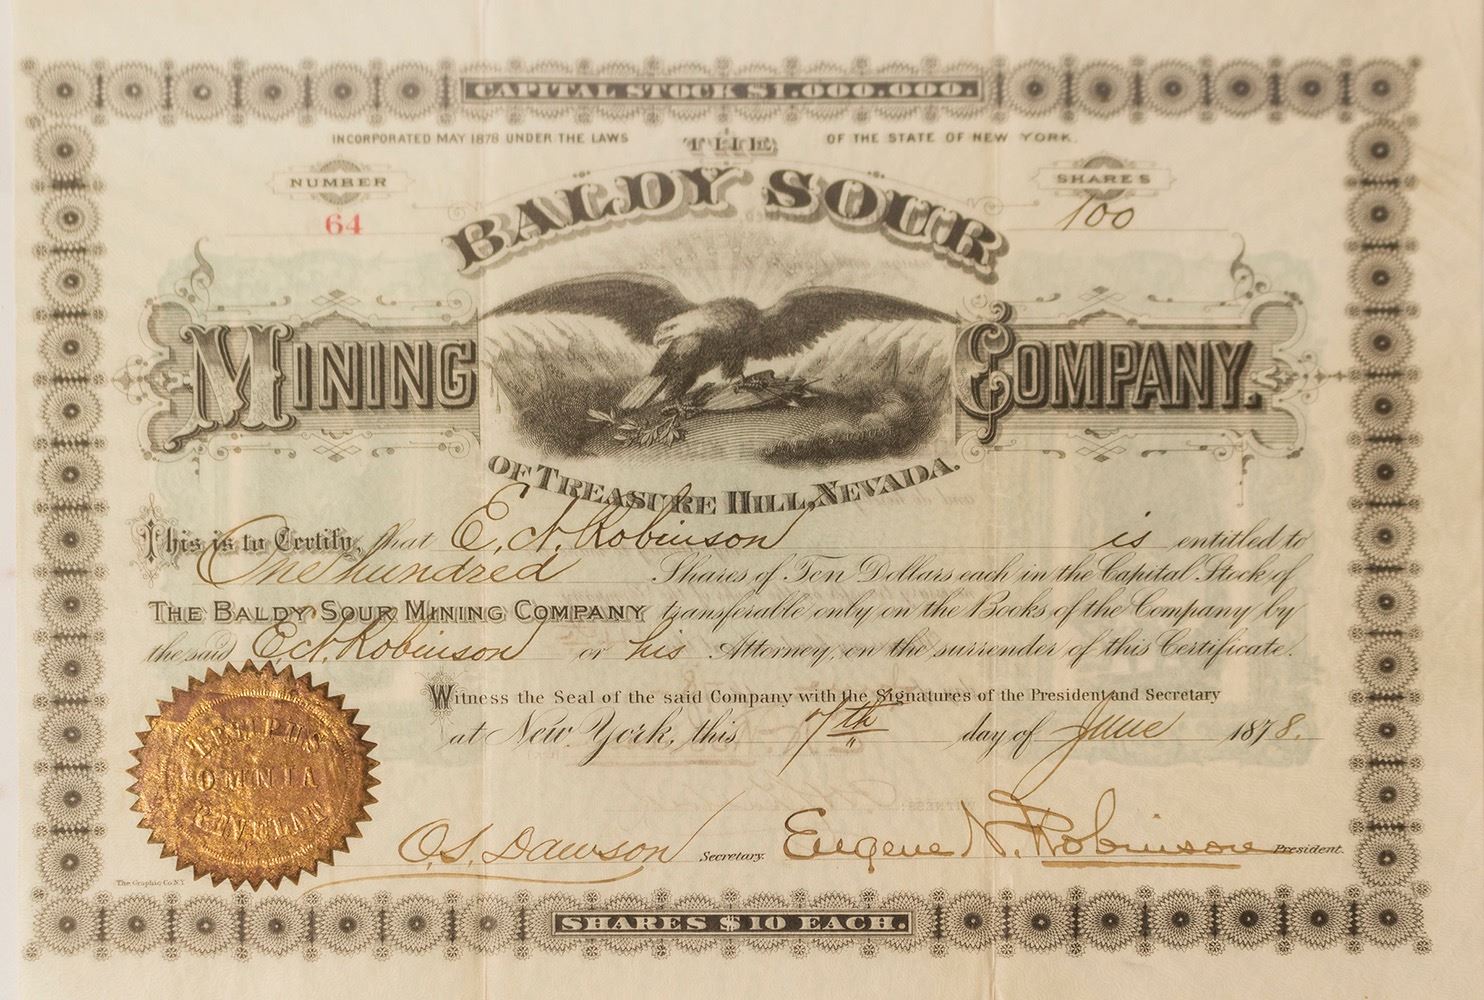 CAPITAL STOCK $1.000.000.
INCORPORATED MAY 1878 UNDER THE LAWS OF THE STATE OF NEW YORK.
THE
NUMBER
64
SHARES
100
BALDY SOUR
MINING COMPANY.
OF TREASURE HILL, NEVADA.
This is to Certify, that E. N. Robinson is entitled to
One hundred Shares of Ten Dollars each in the Capital Stock of
THE BALDY SOUR MINING COMPANY transferable only on the Books of the Company by
the said E. N. Robinson or his Attorney, on the surrender of this Certificate.
Witness the Seal of the said Company with the Signatures of the President and Secretary
at New York, this 7th day of June 1878.
TEMPUS
OMNIA
REVELAT
O.S. Dawson Secretary. Eugene N. Robinson President.
The Graphic Co. N.Y.
SHARES $10 EACH.